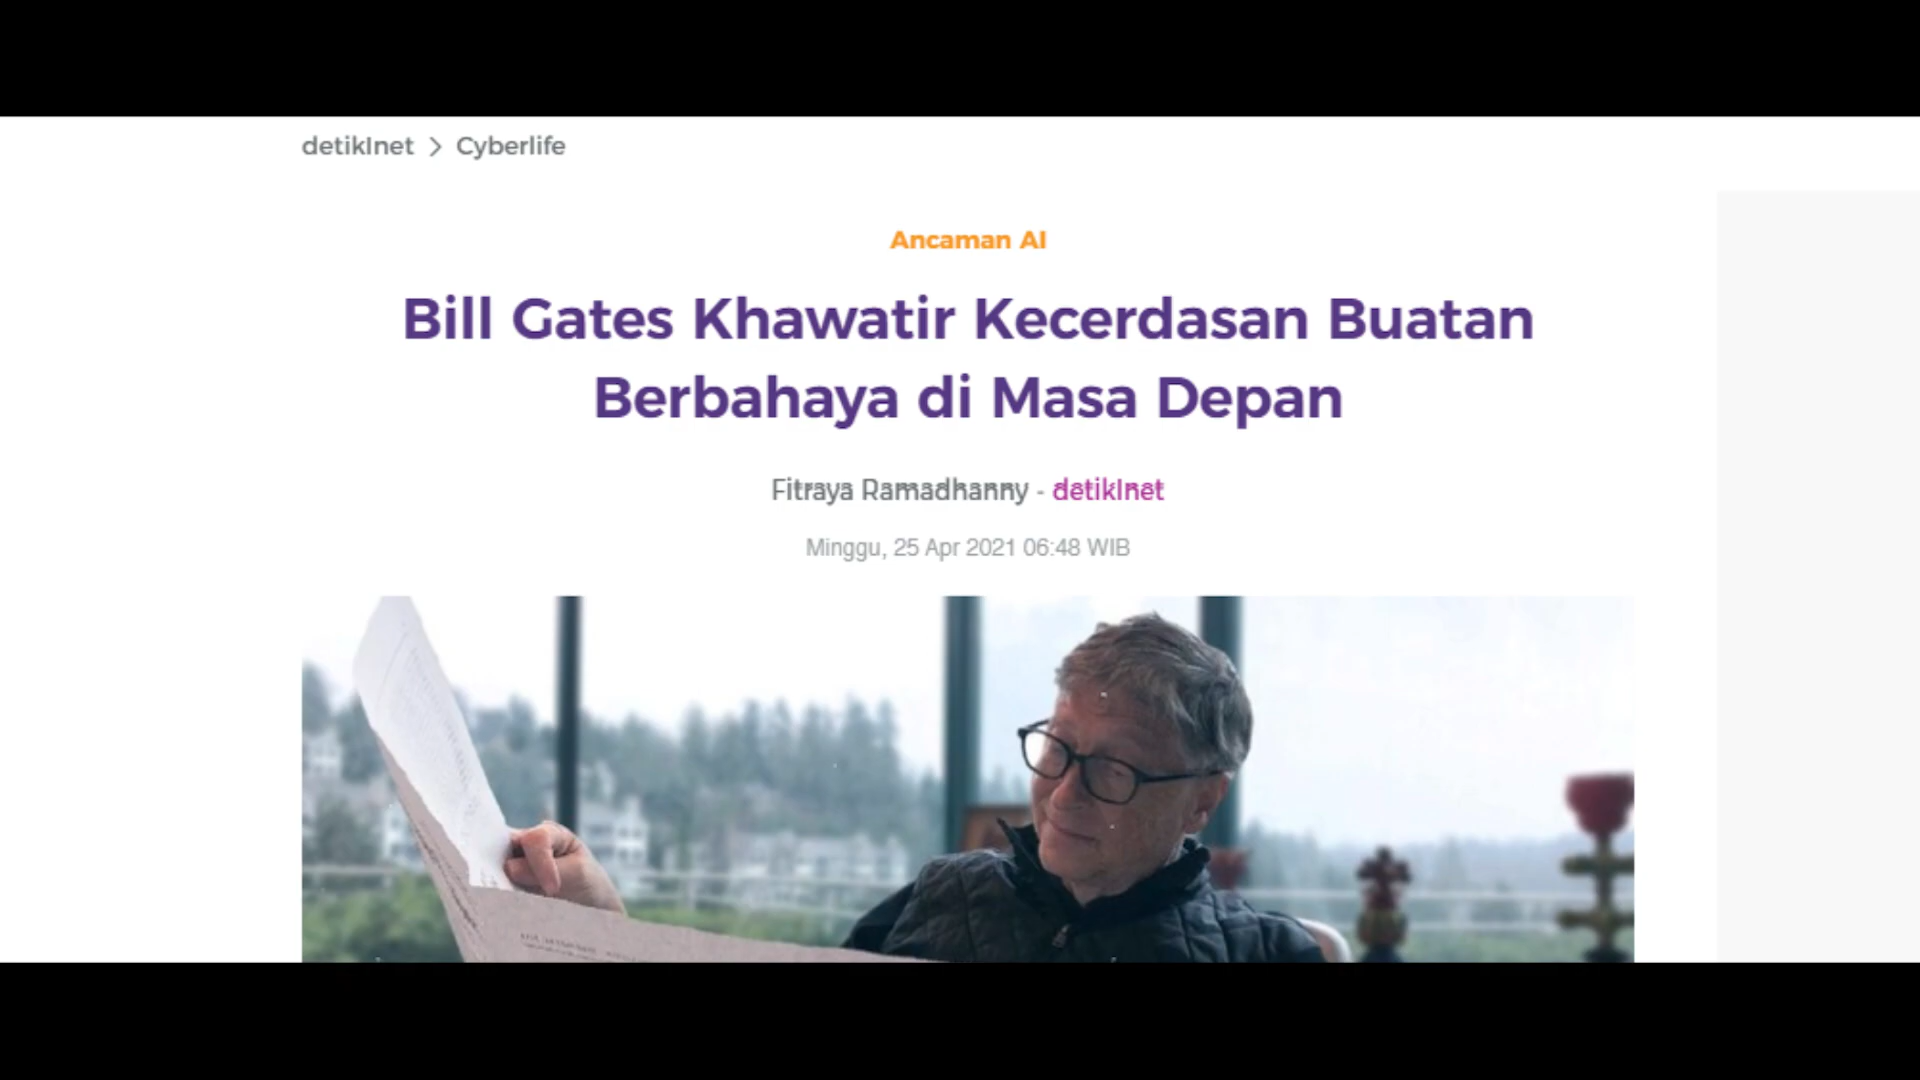 detikInet > Cyberlife
Ancaman AI
Bill Gates Khawatir Kecerdasan Buatan
Berbahaya di Masa Depan
Fitraya Ramadhanny - detikInet
Minggu, 25 Apr 2021 06:48 WIB